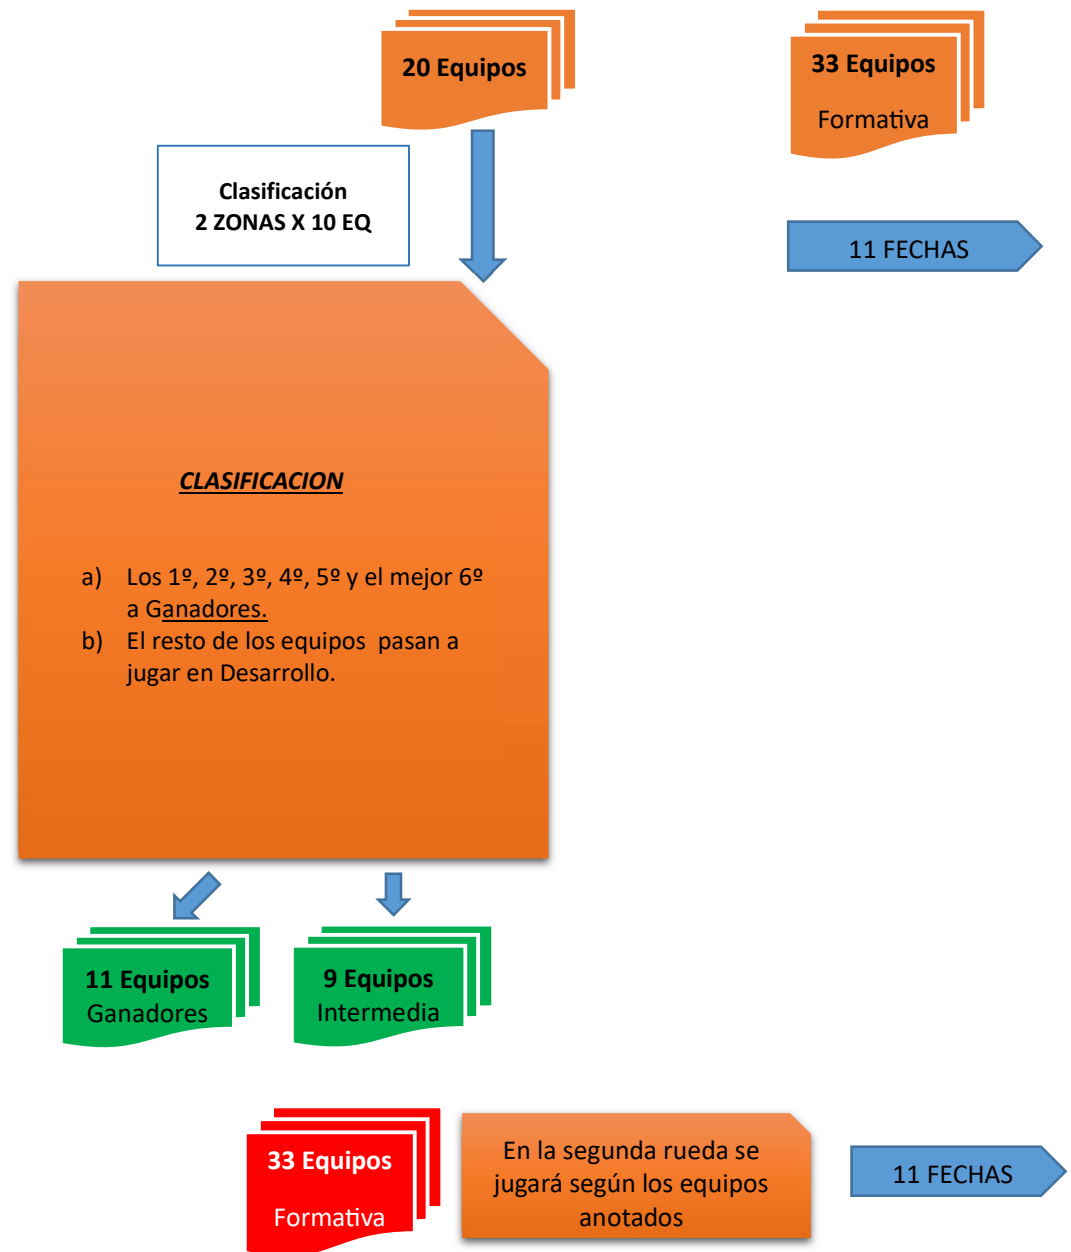 20 Equipos
33 Equipos
Formativa
Clasificación
2 ZONAS X 10 EQ
11 FECHAS
CLASIFICACION
a) Los 1º, 2º, 3º, 4º, 5º y el mejor 6º
a Ganadores.
b) El resto de los equipos pasan a
jugar en Desarrollo.
11 Equipos
Ganadores
9 Equipos
Intermedia
33 Equipos
Formativa
En la segunda rueda se
jugará según los equipos
anotados
11 FECHAS